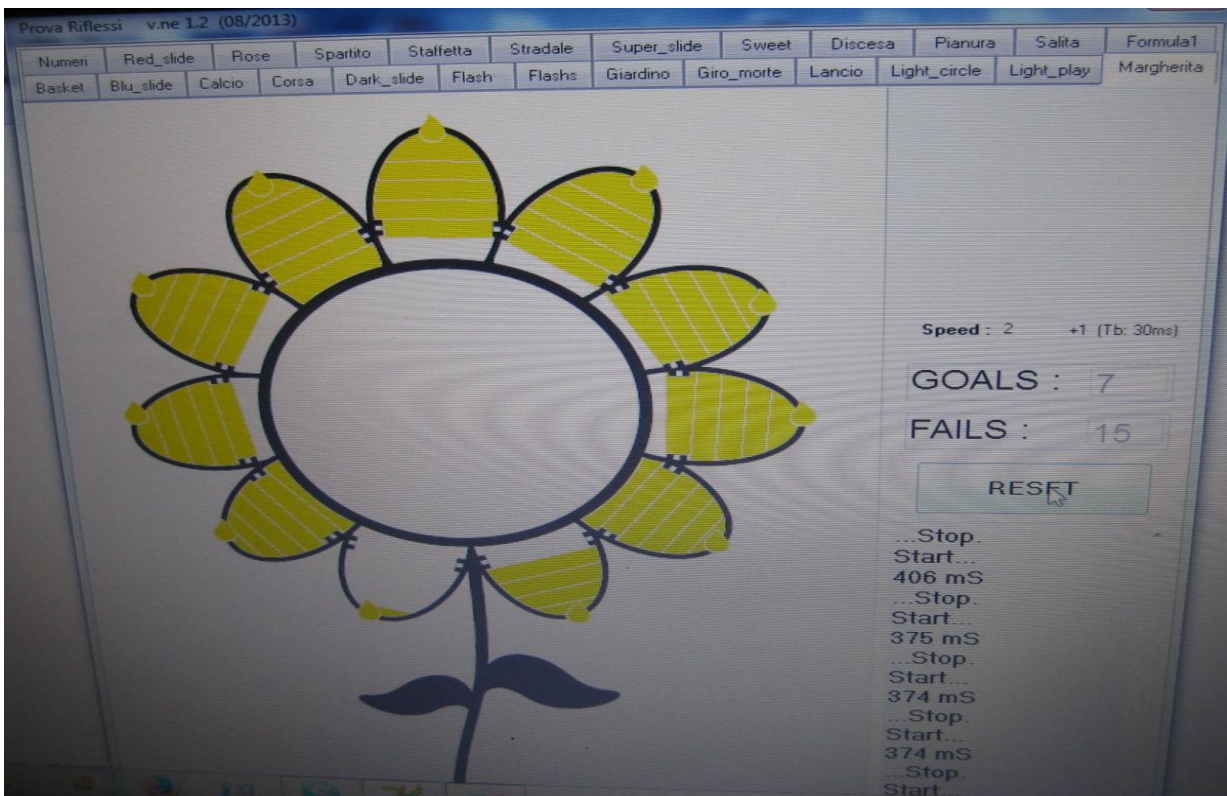 Prova Riflessi v.ne 1.2 (08/2013)
Numeri Red_slide Rose Spartito Staffetta Stradale Super_slide Sweet Discesa Pianura Salita Formula1
Basket Blu_slide Calcio Corsa Dark_slide Flash Flashs Giardino Giro_morte Lancio Light_circle Light_play Margherita
Speed : 2 +1 (Tb: 30ms)
GOALS : 7
FAILS : 15
RESET
...Stop.
Start...
406 mS
...Stop.
Start...
375 mS
...Stop.
Start...
374 mS
...Stop.
Start...
374 mS
...Stop.
Start...